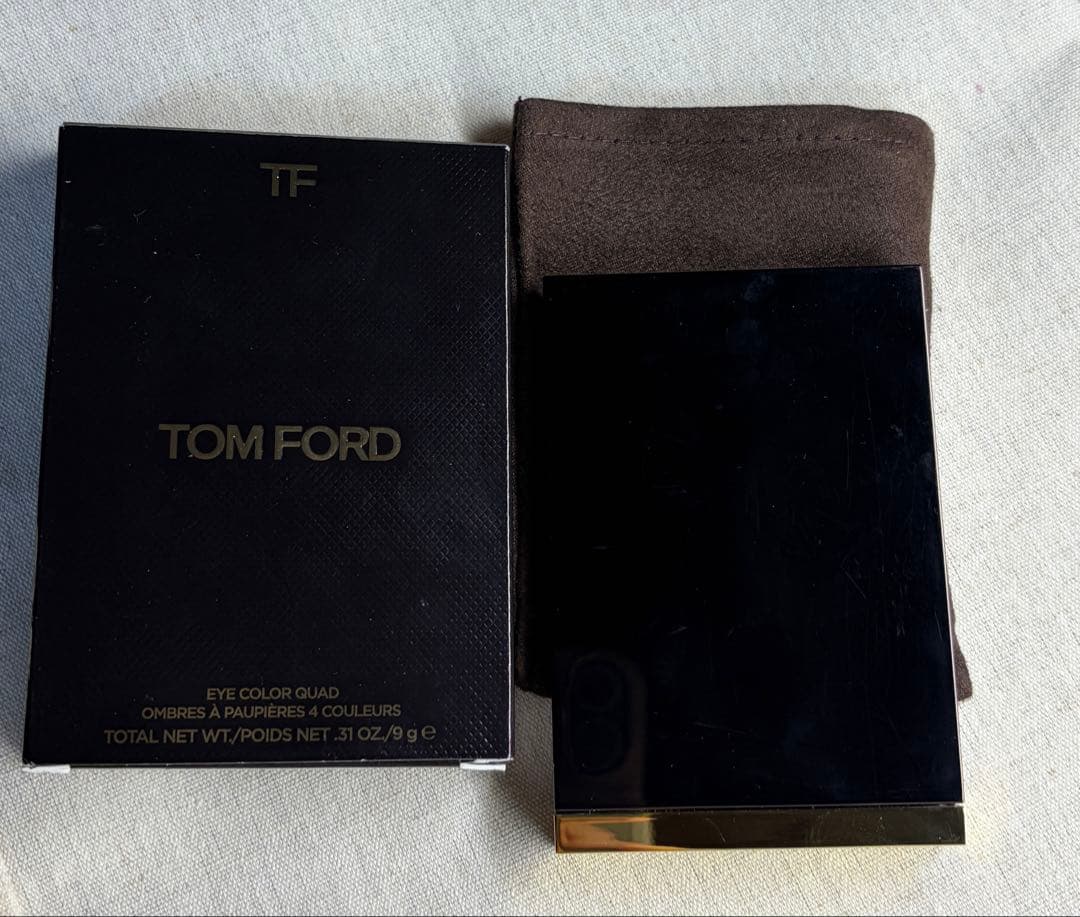 TF
TOM FORD
EYE COLOR QUAD
OMBRES À PAUPIÈRES 4 COULEURS
TOTAL NET WT./POIDS NET .31 OZ./9 g ℮